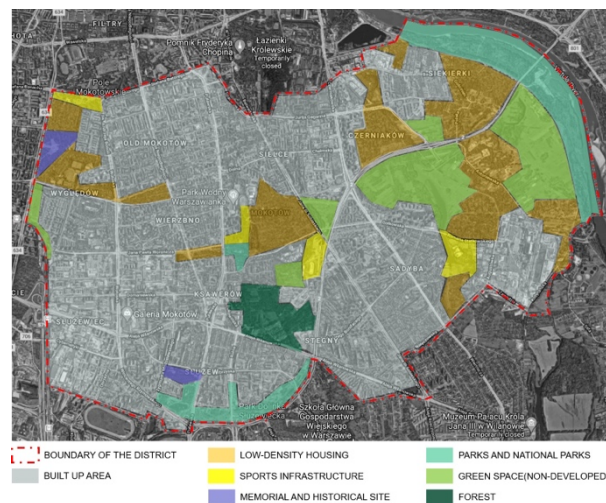 FILTRY
Pomnik Fryderyka
Chopina
Łazienki
Królewskie
Temporarily
closed
Pole
Mokotowskie
SIEKIERKI
OLD MOKOTÓW
CZERNIAKÓW
SIELCE
WYGLĘDÓW
Park Wodny
Warszawianka
WIERZBNO
MOKOTÓW
SADYBA
KSAWERÓW
SŁUŻEWIEC
Galeria Mokotów
STEGNY
SŁUŻEW
Szkoła Główna
Gospodarstwa
Wiejskiego
w Warszawie
Muzeum Pałacu Króla
Jana III w Wilanowie
Temporarily closed
BOUNDARY OF THE DISTRICT
LOW-DENSITY HOUSING
PARKS AND NATIONAL PARKS
BUILT UP AREA
SPORTS INFRASTRUCTURE
GREEN SPACE(NON-DEVELOPED
MEMORIAL AND HISTORICAL SITE
FOREST